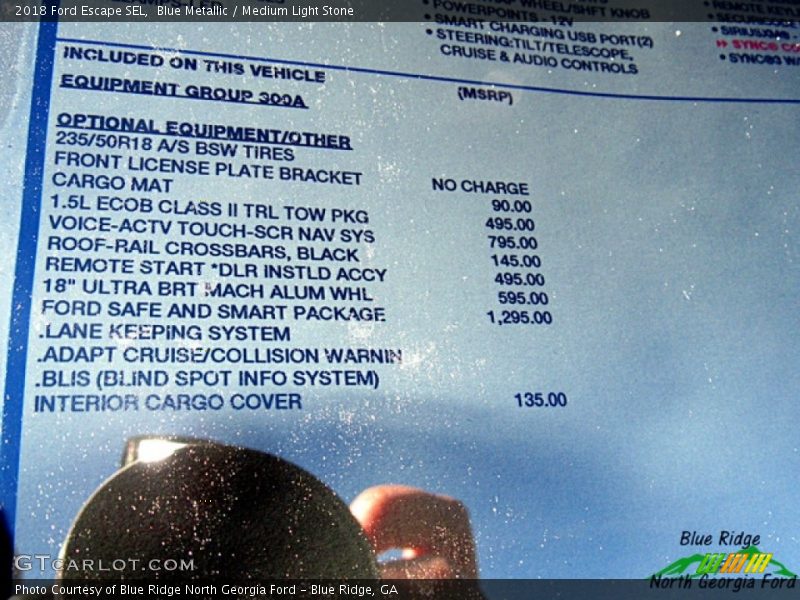 2018 Ford Escape SEL, Blue Metallic / Medium Light Stone
POWERPOINTS - 12V
• SMART CHARGING USB PORT(2)
• STEERING:TILT/TELESCOPE,
CRUISE & AUDIO CONTROLS
INCLUDED ON THIS VEHICLE
(MSRP)
EQUIPMENT GROUP 300A
OPTIONAL EQUIPMENT/OTHER
235/50R18 A/S BSW TIRES
FRONT LICENSE PLATE BRACKET NO CHARGE
CARGO MAT 90.00
1.5L ECOB CLASS II TRL TOW PKG 495.00
VOICE-ACTV TOUCH-SCR NAV SYS 795.00
ROOF-RAIL CROSSBARS, BLACK 145.00
REMOTE START *DLR INSTLD ACCY 495.00
18" ULTRA BRT MACH ALUM WHL 595.00
FORD SAFE AND SMART PACKAGE 1,295.00
.LANE KEEPING SYSTEM
.ADAPT CRUISE/COLLISION WARNIN
.BLIS (BLIND SPOT INFO SYSTEM)
INTERIOR CARGO COVER 135.00
GTcarlot.com
Blue Ridge
North Georgia Ford
Photo Courtesy of Blue Ridge North Georgia Ford - Blue Ridge, GA